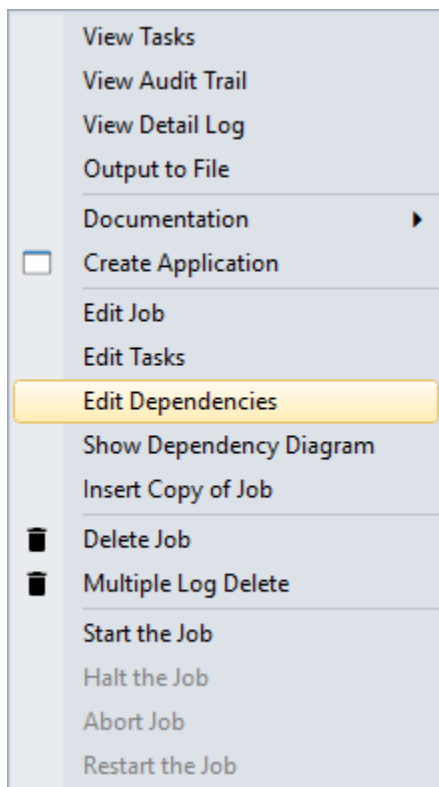 View Tasks
View Audit Trail
View Detail Log
Output to File
Documentation
Create Application
Edit Job
Edit Tasks
Edit Dependencies
Show Dependency Diagram
Insert Copy of Job
Delete Job
Multiple Log Delete
Start the Job
Halt the Job
Abort Job
Restart the Job